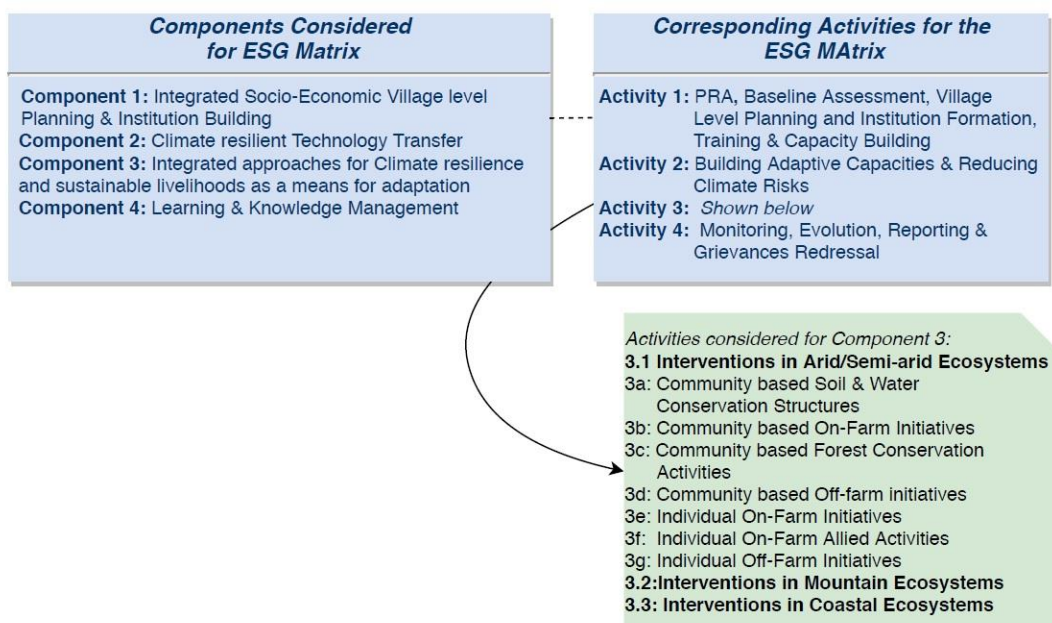 Components Considered
for ESG Matrix
Component 1: Integrated Socio-Economic Village level
Planning & Institution Building
Component 2: Climate resilient Technology Transfer
Component 3: Integrated approaches for Climate resilience
and sustainable livelihoods as a means for adaptation
Component 4: Learning & Knowledge Management
Corresponding Activities for the
ESG MAtrix
Activity 1: PRA, Baseline Assessment, Village
Level Planning and Institution Formation,
Training & Capacity Building
Activity 2: Building Adaptive Capacities & Reducing
Climate Risks
Activity 3: Shown below
Activity 4: Monitoring, Evolution, Reporting &
Grievances Redressal
Activities considered for Component 3:
3.1 Interventions in Arid/Semi-arid Ecosystems
3a: Community based Soil & Water
Conservation Structures
3b: Community based On-Farm Initiatives
3c: Community based Forest Conservation
Activities
3d: Community based Off-farm initiatives
3e: Individual On-Farm Initiatives
3f: Individual On-Farm Allied Activities
3g: Individual Off-Farm Initiatives
3.2:Interventions in Mountain Ecosystems
3.3: Interventions in Coastal Ecosystems